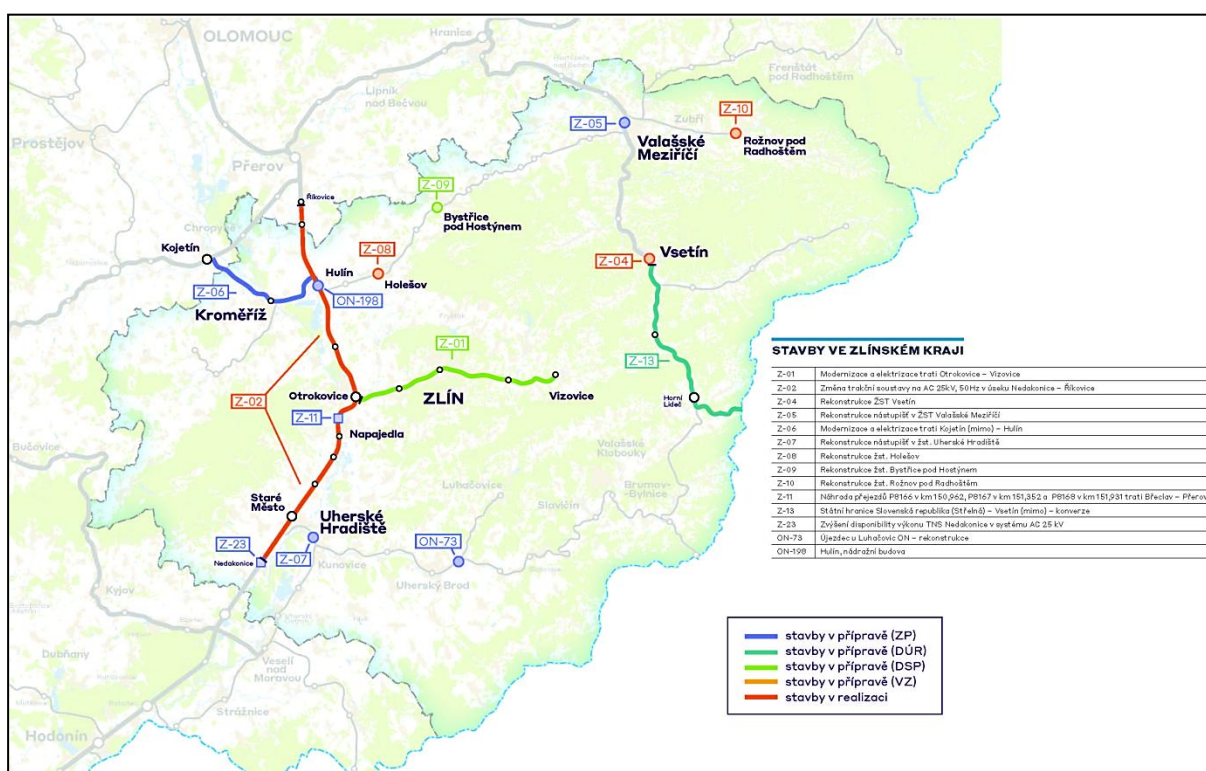 OLOMOUC
Hranice
Frenštát
pod Radhoštěm
Lipník
nad Bečvou
Prostějov
Přerov
Z-05
Zubří
Z-10
Valašské
Meziříčí
Rožnov pod
Radhoštěm
Z-09
Bystřice
pod Hostýnem
Říkovice
Chropyně
Kojetín
Z-08
Holešov
Hulín
Z-06
ON-198
Kroměříž
Z-04
Vsetín
Z-02
Z-01
Z-13
Otrokovice
ZLÍN
Vizovice
Horní
Lideč
Z-11
Napajedla
Bučovice
Valašské
Klobouky
Luhačovice
Slavičín
Brumov-
Bylnice
Staré
Město
Uherské
Hradiště
Z-23
Nedakonice
Z-07
Kunovice
ON-73
Uherský Brod
Kyjov
Dubňany
Veselí
nad
Moravou
Strážnice
Hodonín
STAVBY VE ZLÍNSKÉM KRAJI
Z-01 Modernizace a elektrizace trati Otrokovice – Vizovice
Z-02 Změna trakční soustavy na AC 25kV, 50Hz v úseku Nedakonice – Říkovice
Z-04 Rekonstrukce ŽST Vsetín
Z-05 Rekonstrukce nástupišť v ŽST Valašské Meziříčí
Z-06 Modernizace a elektrizace trati Kojetín (mimo) – Hulín
Z-07 Rekonstrukce nástupišť v žst. Uherské Hradiště
Z-08 Rekonstrukce žst. Holešov
Z-09 Rekonstrukce žst. Bystřice pod Hostýnem
Z-10 Rekonstrukce žst. Rožnov pod Radhoštěm
Z-11 Náhrada přejezdů P8166 v km 150,962, P8167 v km 151,352 a P8168 v km 151,931 trati Břeclav – Přerov
Z-13 Státní hranice Slovenská republika (Střelná) – Vsetín (mimo) – konverze
Z-23 Zvýšení disponibility výkonu TNS Nedakonice v systému AC 25 kV
ON-73 Újezdec u Luhačovic ON – rekonstrukce
ON-198 Hulín, nádražní budova
stavby v přípravě (ZP)
stavby v přípravě (DÚR)
stavby v přípravě (DSP)
stavby v přípravě (VZ)
stavby v realizaci